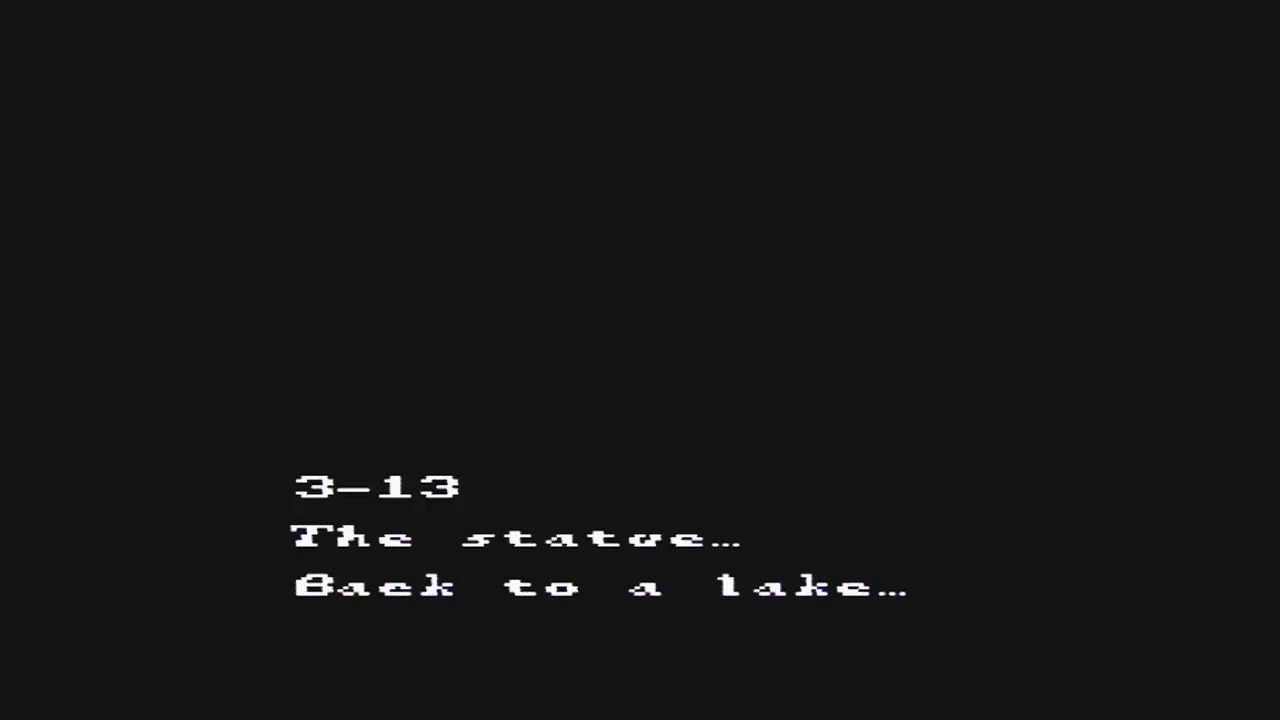 3-13
The statue…
Back to a lake…